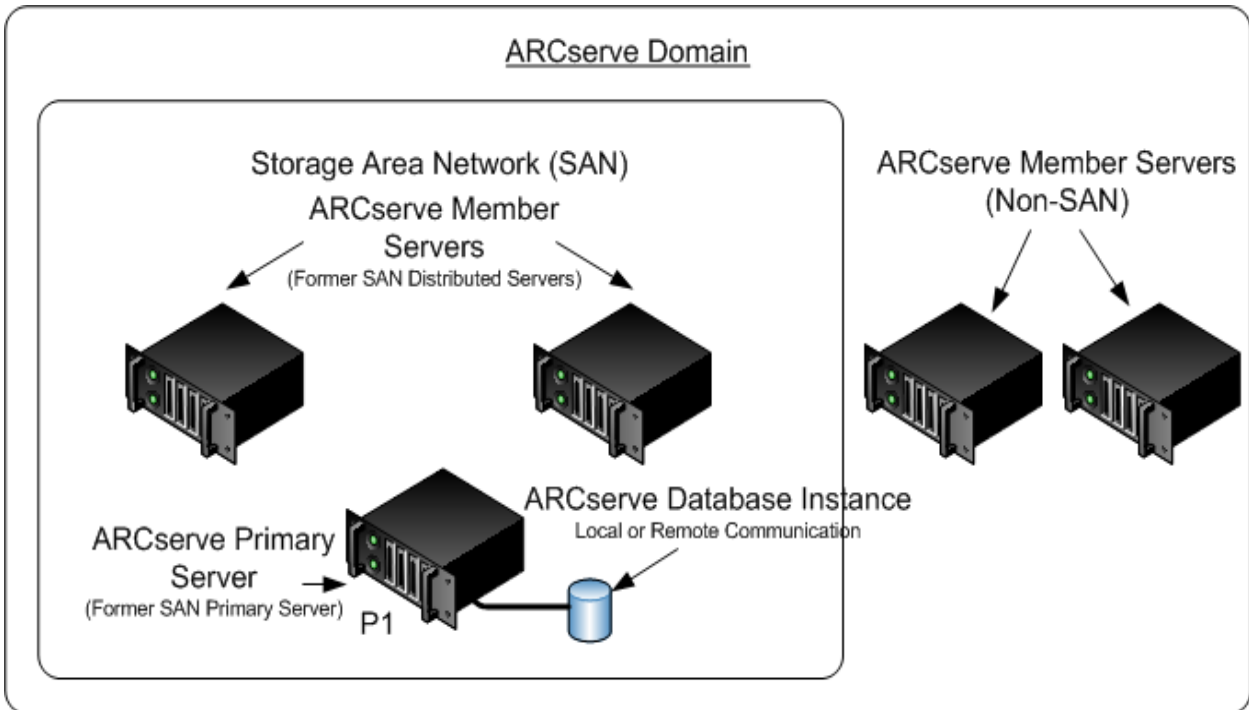 ARCserve Domain
Storage Area Network (SAN)
ARCserve Member
Servers
(Former SAN Distributed Servers)
ARCserve Member Servers
(Non-SAN)
ARCserve Database Instance
Local or Remote Communication
ARCserve Primary
Server
(Former SAN Primary Server)
P1